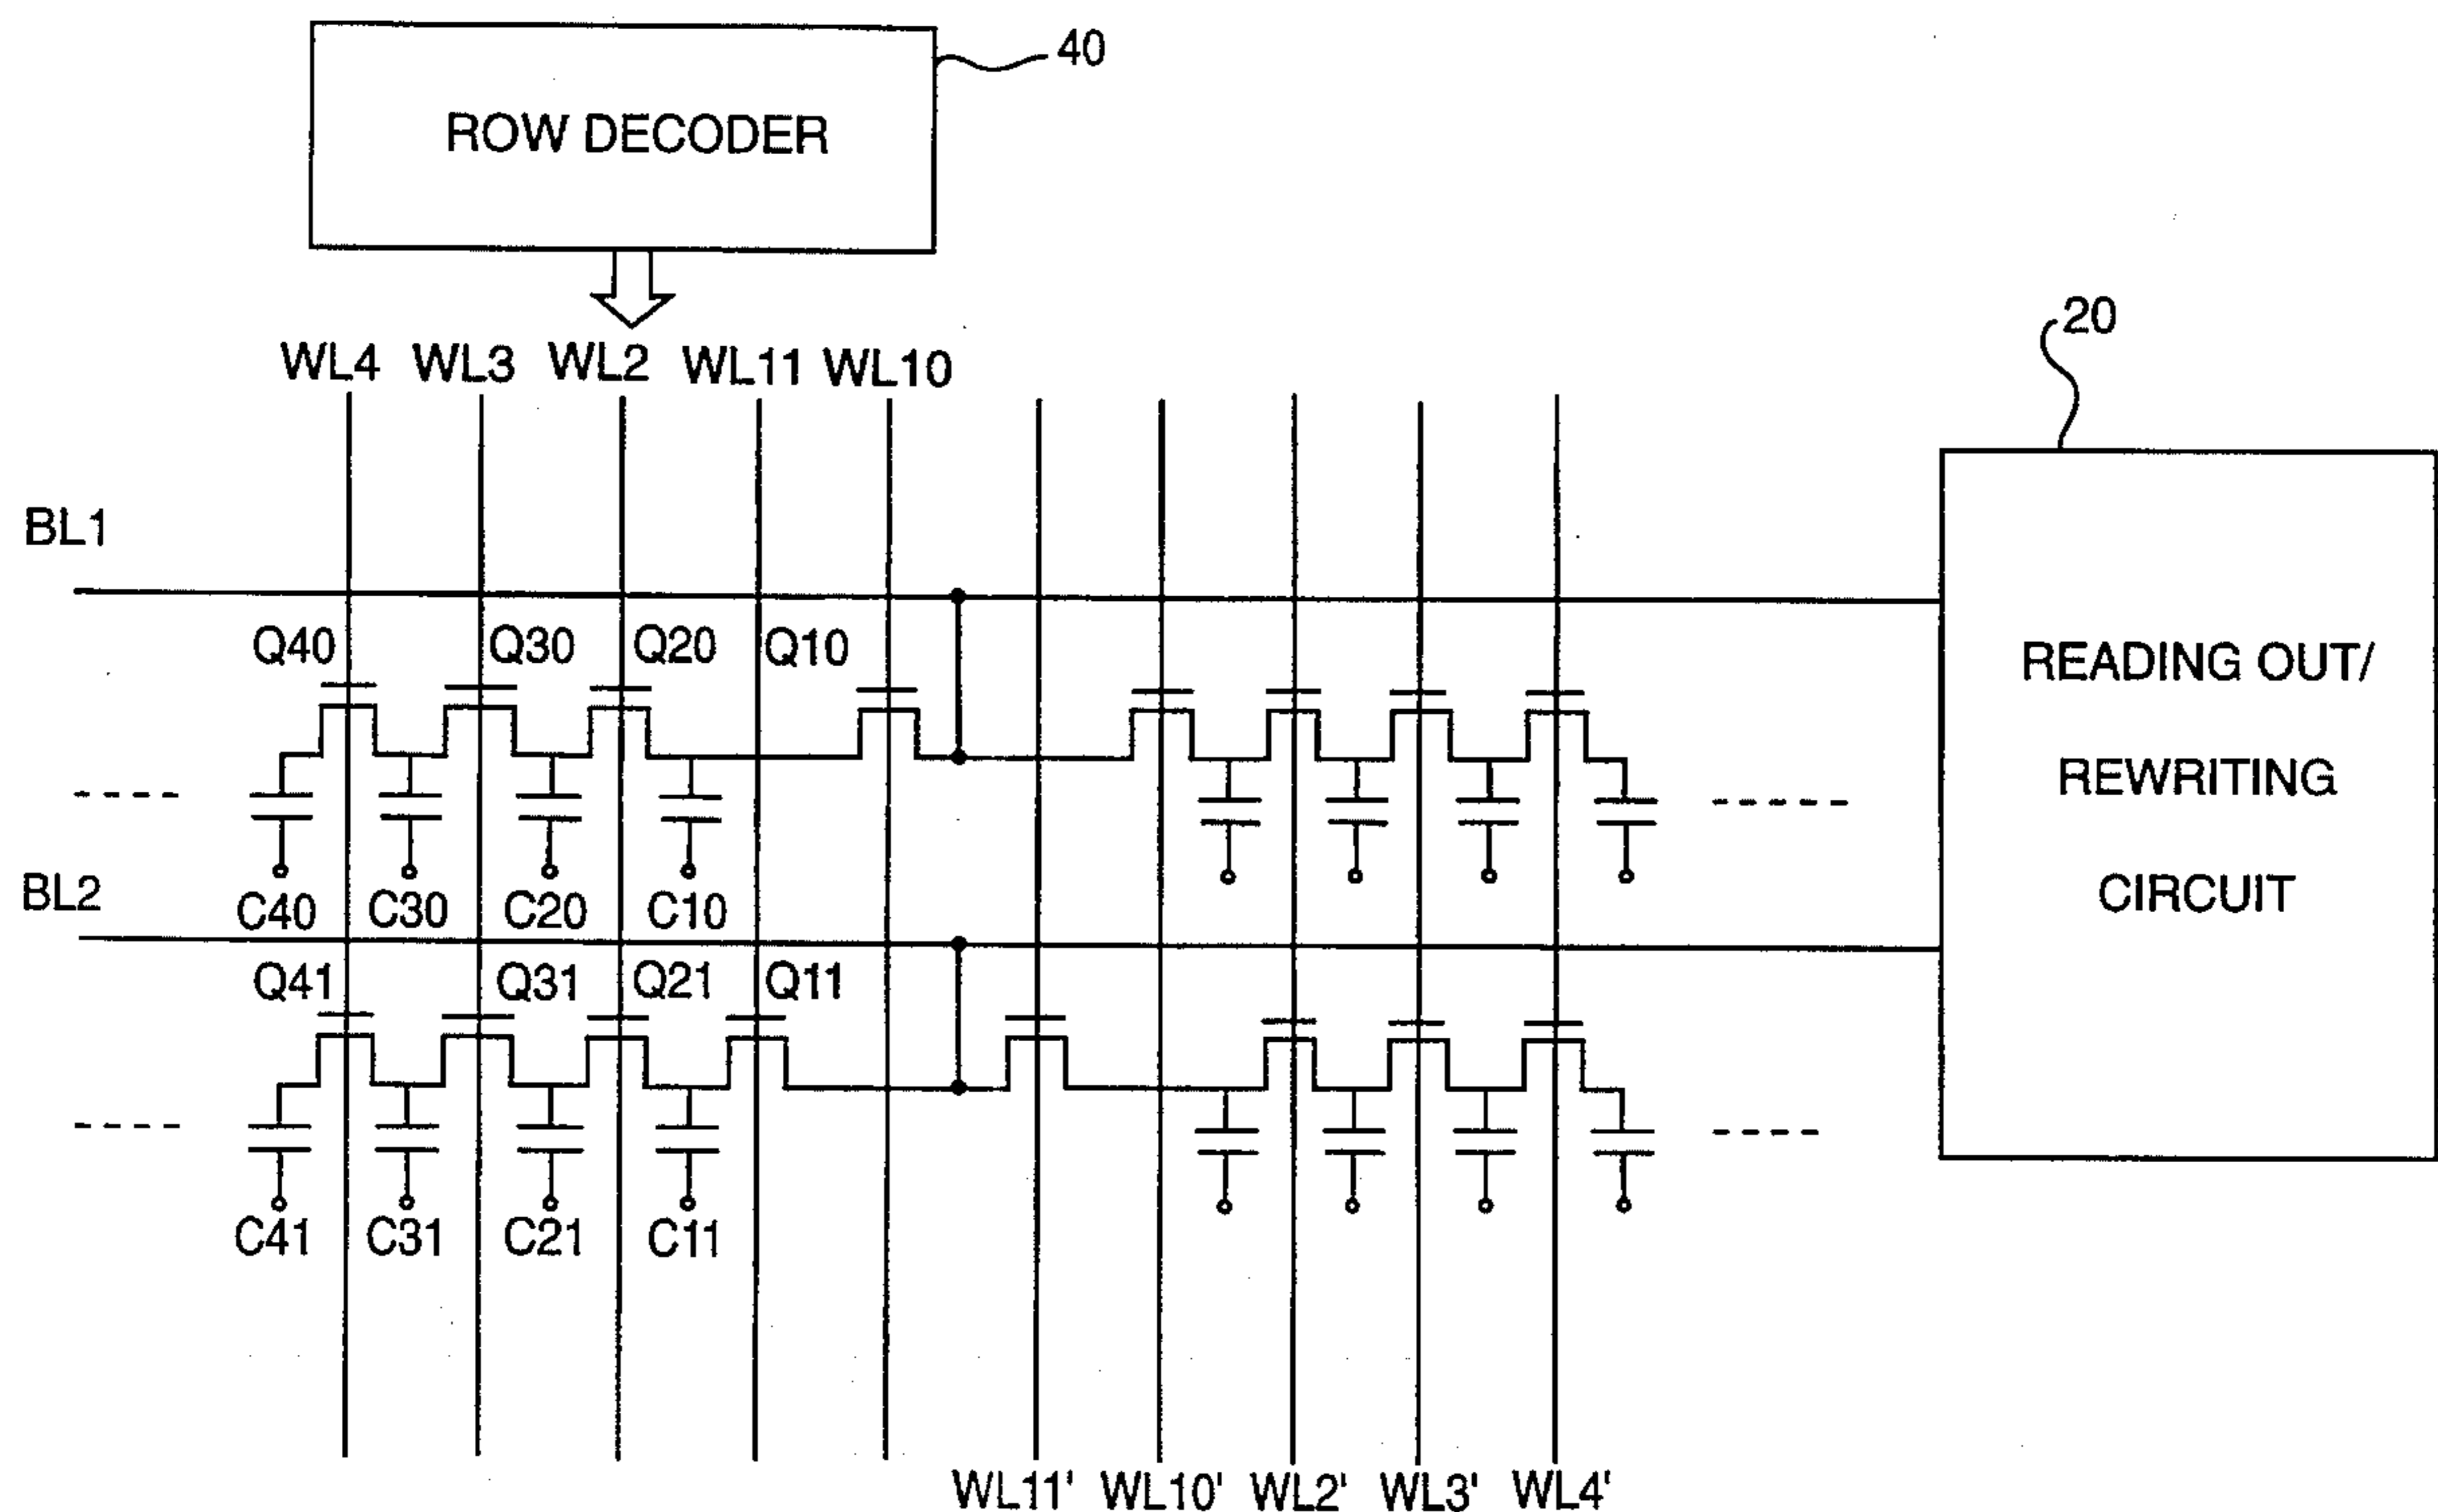 40
ROW DECODER
20
WL4 WL3 WL2 WL11 WL10
BL1
Q40 Q30 Q20 Q10
READING OUT/
REWRITING
CIRCUIT
BL2
C40 C30 C20 C10
Q41 Q31 Q21 Q11
C41 C31 C21 C11
WL11' WL10' WL2' WL3' WL4'